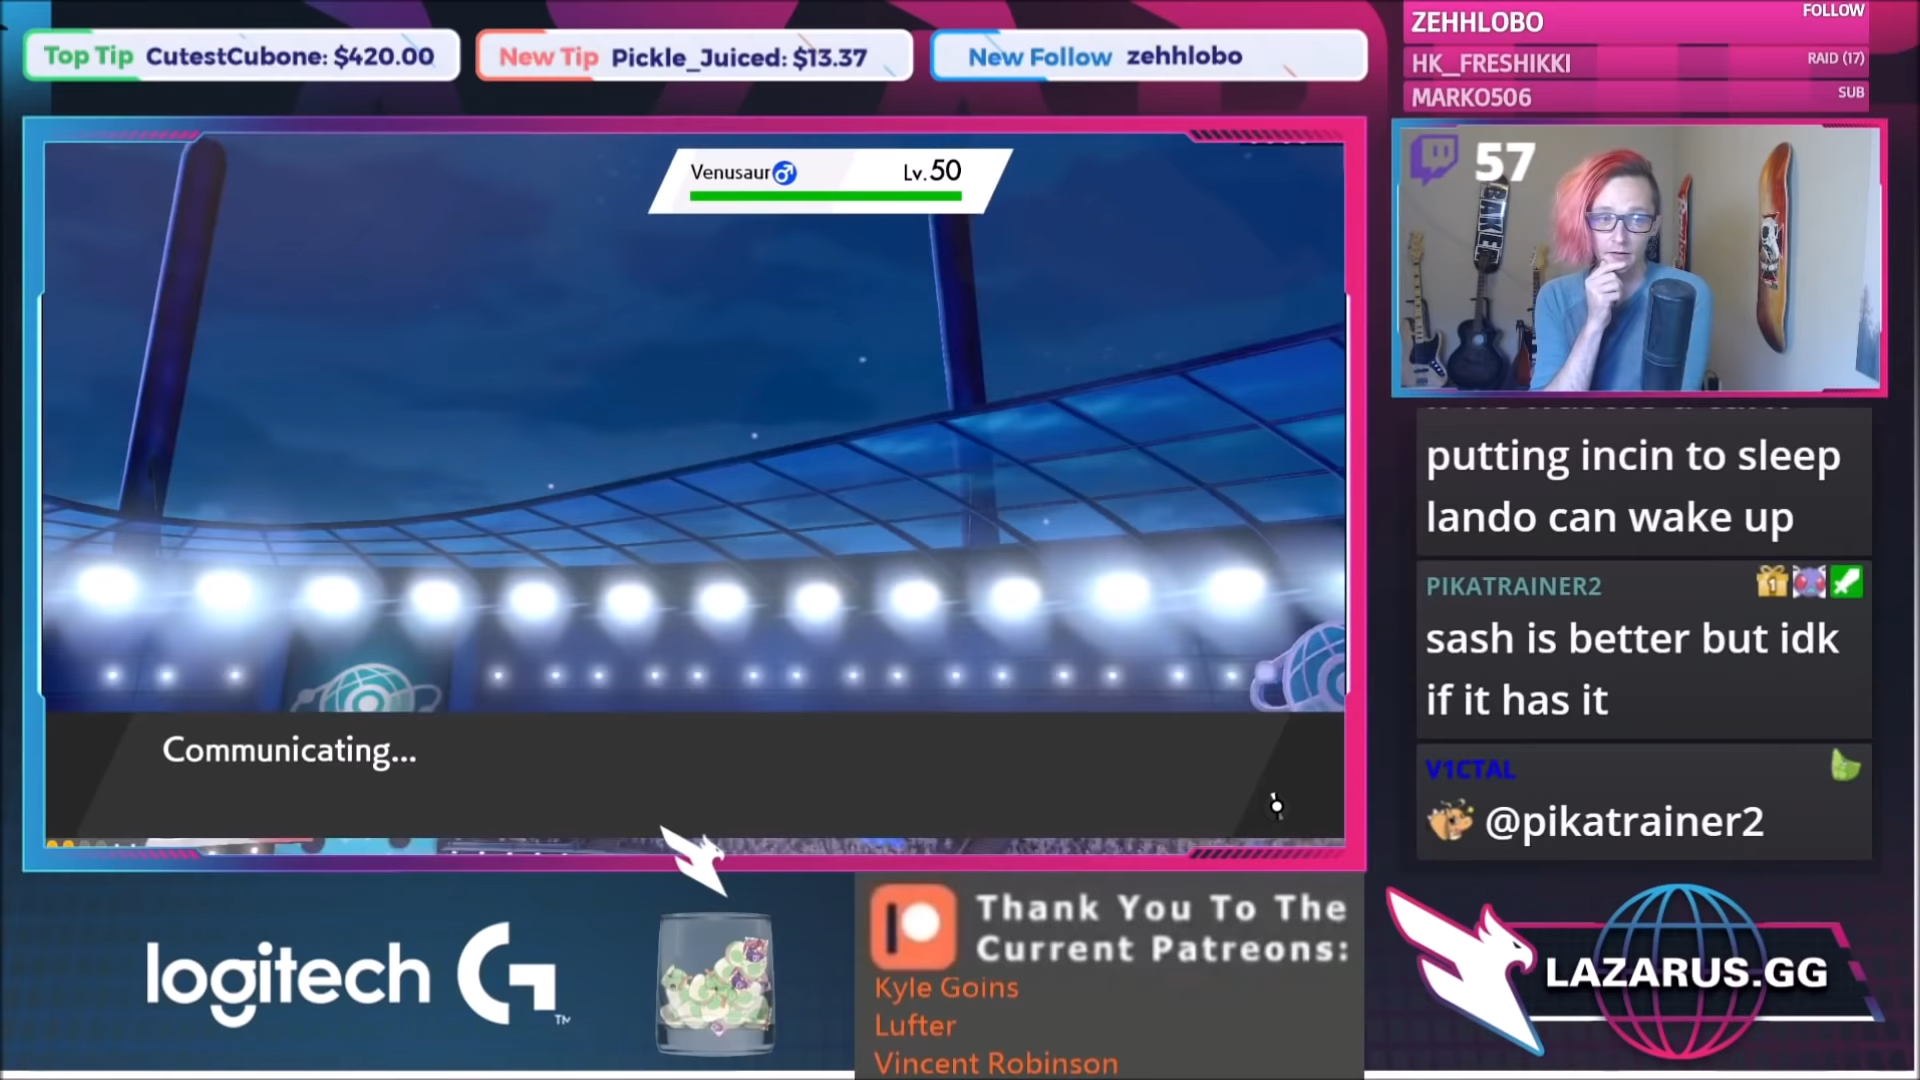 Top Tip CutestCubone: $420.00
New Tip Pickle_Juiced: $13.37
New Follow zehhlobo
ZEHHLOBO FOLLOW
HK_FRESHIKKI RAID (17)
MARKO506 SUB
Venusaur♂ Lv.50
57
BAKER
putting incin to sleep
lando can wake up
PIKATRAINER2
sash is better but idk
if it has it
V1CTAL
@pikatrainer2
Communicating...
logitech G™
Thank You To The
Current Patreons:
Kyle Goins
Lufter
Vincent Robinson
LAZARUS.GG